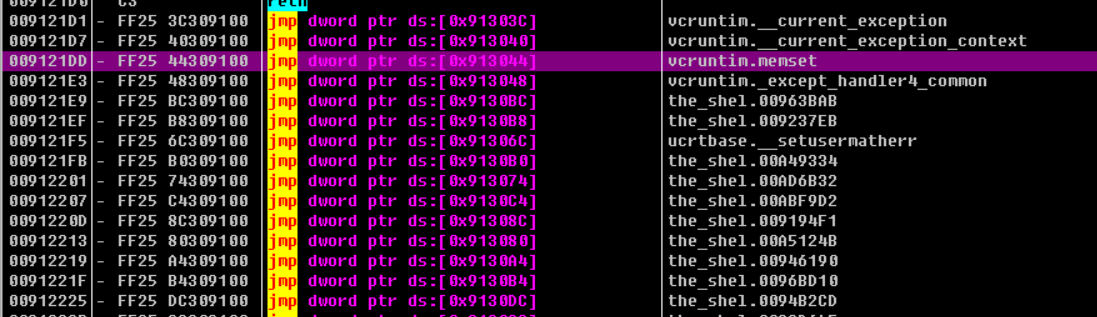 009121D0 C3 retn
009121D1 - FF25 3C309100 jmp dword ptr ds:[0x91303C] vcruntim.__current_exception
009121D7 - FF25 40309100 jmp dword ptr ds:[0x913040] vcruntim.__current_exception_context
009121DD - FF25 44309100 jmp dword ptr ds:[0x913044] vcruntim.memset
009121E3 - FF25 48309100 jmp dword ptr ds:[0x913048] vcruntim._except_handler4_common
009121E9 - FF25 BC309100 jmp dword ptr ds:[0x9130BC] the_shel.00963BAB
009121EF - FF25 B8309100 jmp dword ptr ds:[0x9130B8] the_shel.009237EB
009121F5 - FF25 6C309100 jmp dword ptr ds:[0x91306C] ucrtbase.__setusermatherr
009121FB - FF25 B0309100 jmp dword ptr ds:[0x9130B0] the_shel.00A49334
00912201 - FF25 74309100 jmp dword ptr ds:[0x913074] the_shel.00AD6B32
00912207 - FF25 C4309100 jmp dword ptr ds:[0x9130C4] the_shel.00ABF9D2
0091220D - FF25 8C309100 jmp dword ptr ds:[0x91308C] the_shel.009194F1
00912213 - FF25 80309100 jmp dword ptr ds:[0x913080] the_shel.00A5124B
00912219 - FF25 A4309100 jmp dword ptr ds:[0x9130A4] the_shel.00946190
0091221F - FF25 B4309100 jmp dword ptr ds:[0x9130B4] the_shel.0096BD10
00912225 - FF25 DC309100 jmp dword ptr ds:[0x9130DC] the_shel.0094B2CD